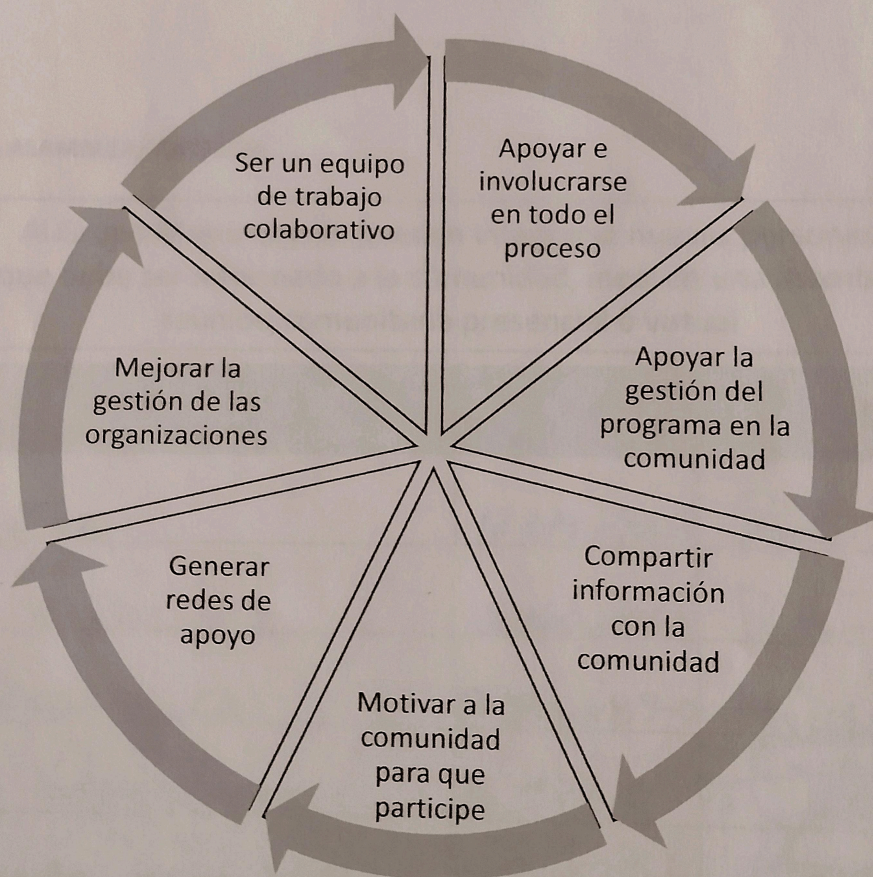 Apoyar e
involucrarse
en todo el
proceso
Apoyar la
gestión del
programa en la
comunidad
Compartir
información
con la
comunidad
Motivar a la
comunidad
para que
participe
Generar
redes de
apoyo
Mejorar la
gestión de las
organizaciones
Ser un equipo
de trabajo
colaborativo